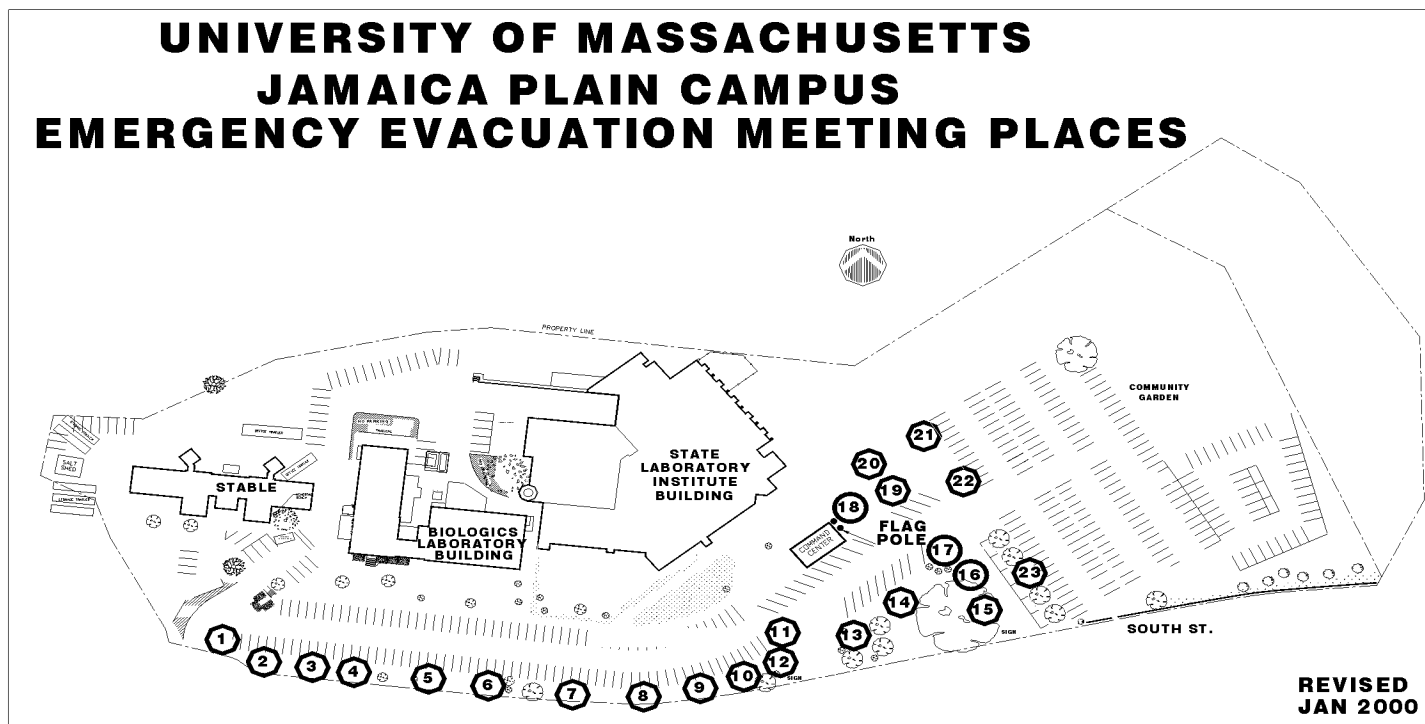 UNIVERSITY OF MASSACHUSETTS
JAMAICA PLAIN CAMPUS
EMERGENCY EVACUATION MEETING PLACES
North
PROPERTY LINE
COMMUNITY
GARDEN
NO PARKING
SALT
SHED
STABLE
STATE
LABORATORY
INSTITUTE
BUILDING
BIOLOGICS
LABORATORY
BUILDING
COMMAND
CENTER
FLAG
POLE
21
20
22
19
18
17
16
23
15
14
13
11
12
1
2
3
4
5
6
7
8
9
10
SIGN
SIGN
SOUTH ST.
REVISED
JAN 2000